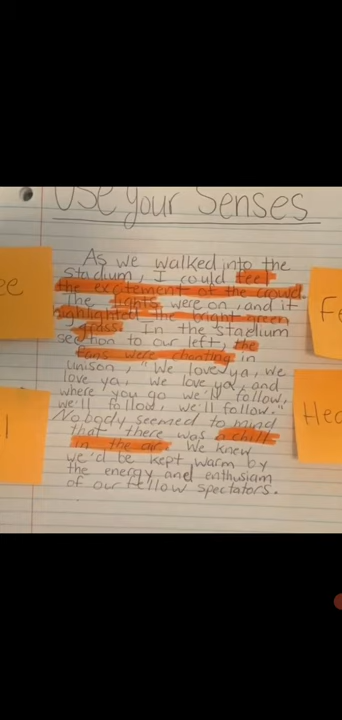 Use Your Senses
As we walked into the
Stadium, I could feel
the excitement of the crowd.
The lights were on, and it
highlighted the bright green
grass. In the stadium
section to our left, the
fans were chanting in
unison, "We love ya, we
love ya, we love ya, and
where you go we'll follow,
we'll follow, we'll follow."
Nobody seemed to mind
that there was a chill
in the air. We knew
we'd be kept warm by
the energy and enthusiasm
of our fellow spectators.
ee
l
Fe
Hea